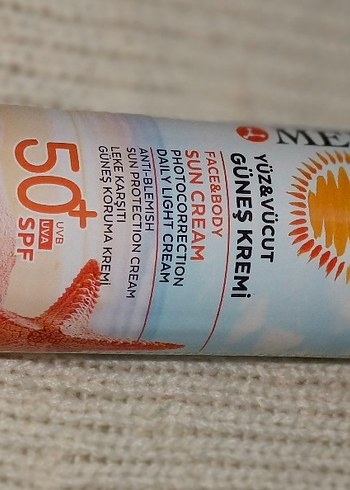 YÜZ&VÜCUT
GÜNEŞ KREMİ
FACE&BODY
SUN CREAM
PHOTOCORRECTION
DAILY LIGHT CREAM
ANTI-BLEMISH
SUN PROTECTION CREAM
LEKE KARŞITI
GÜNEŞ KORUMA KREMİ
50+
UVB
UVA
SPF